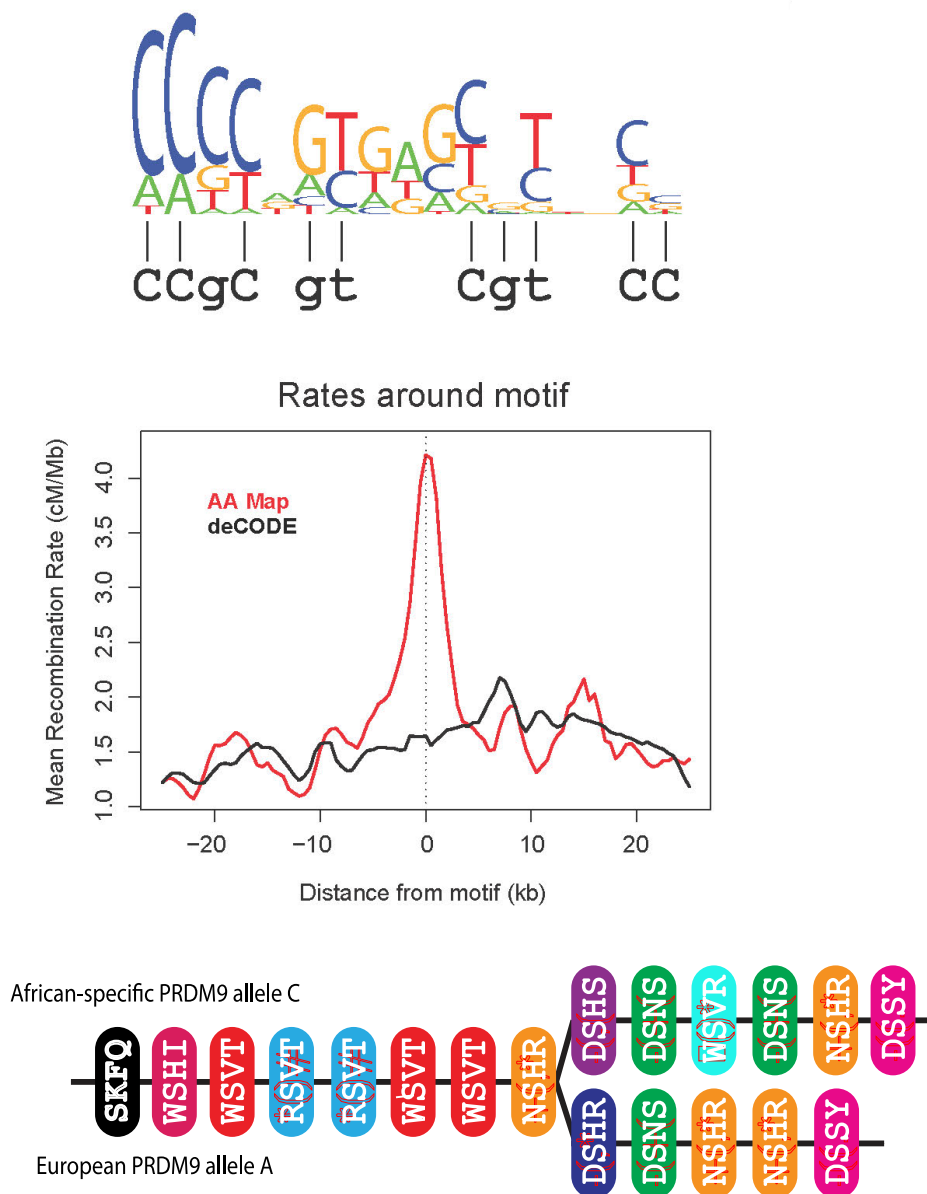 CCgC gt Cgt CC
Rates around motif
Mean Recombination Rate (cM/Mb)
4.0
3.5
3.0
2.5
2.0
1.5
1.0
AA Map
deCODE
−20 −10 0 10 20
Distance from motif (kb)
African-specific PRDM9 allele C
DSHS DSNS WSVR DSNS NSHR DSSY
SKFQ WSHI WSVT RSVT RSVT WSVT WSVT NSHR
DSHR DSNS NSHR NSHR DSSY
European PRDM9 allele A